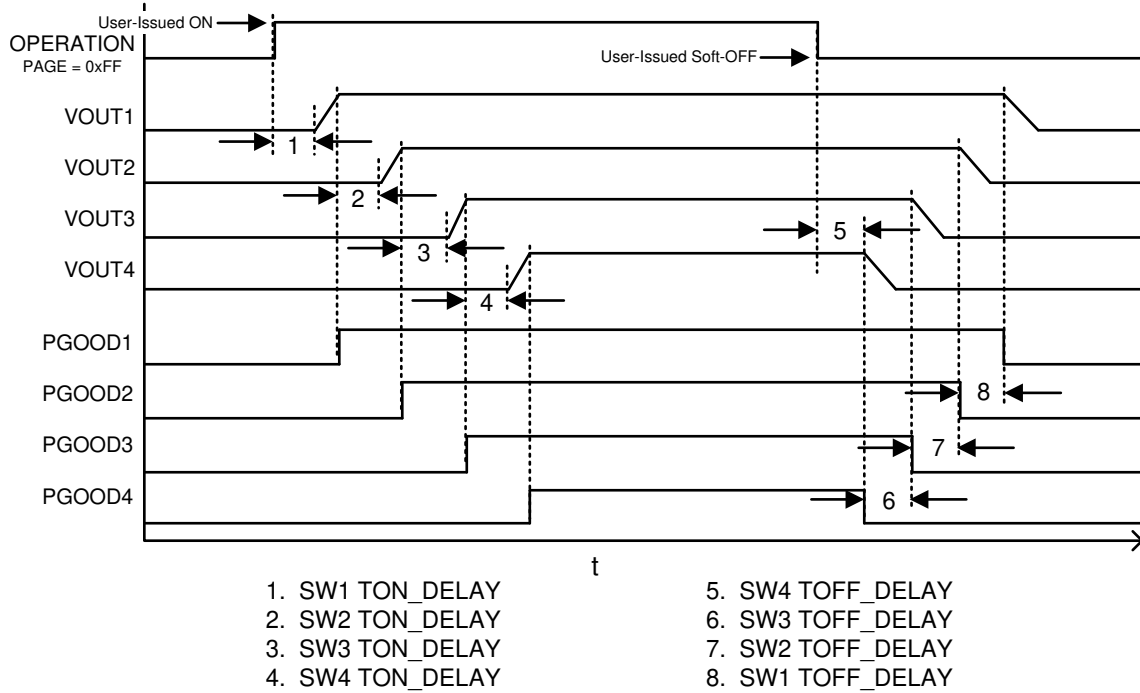 User-Issued ON
OPERATION
PAGE = 0xFF
User-Issued Soft-OFF
VOUT1
1
VOUT2
2
VOUT3
3
5
VOUT4
4
PGOOD1
PGOOD2
8
PGOOD3
7
PGOOD4
6
t
1. SW1 TON_DELAY
2. SW2 TON_DELAY
3. SW3 TON_DELAY
4. SW4 TON_DELAY
5. SW4 TOFF_DELAY
6. SW3 TOFF_DELAY
7. SW2 TOFF_DELAY
8. SW1 TOFF_DELAY